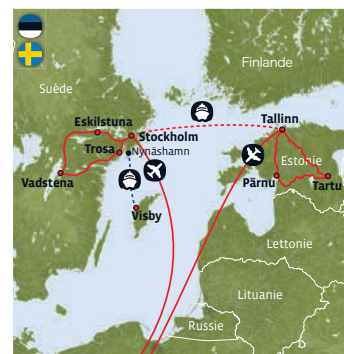 Finlande
Suède
Eskilstuna
Stockholm
Tallinn
Trosa
Nynäshamn
Estonie
Vadstena
Pärnu
Tartu
Visby
Lettonie
Lituanie
Russie